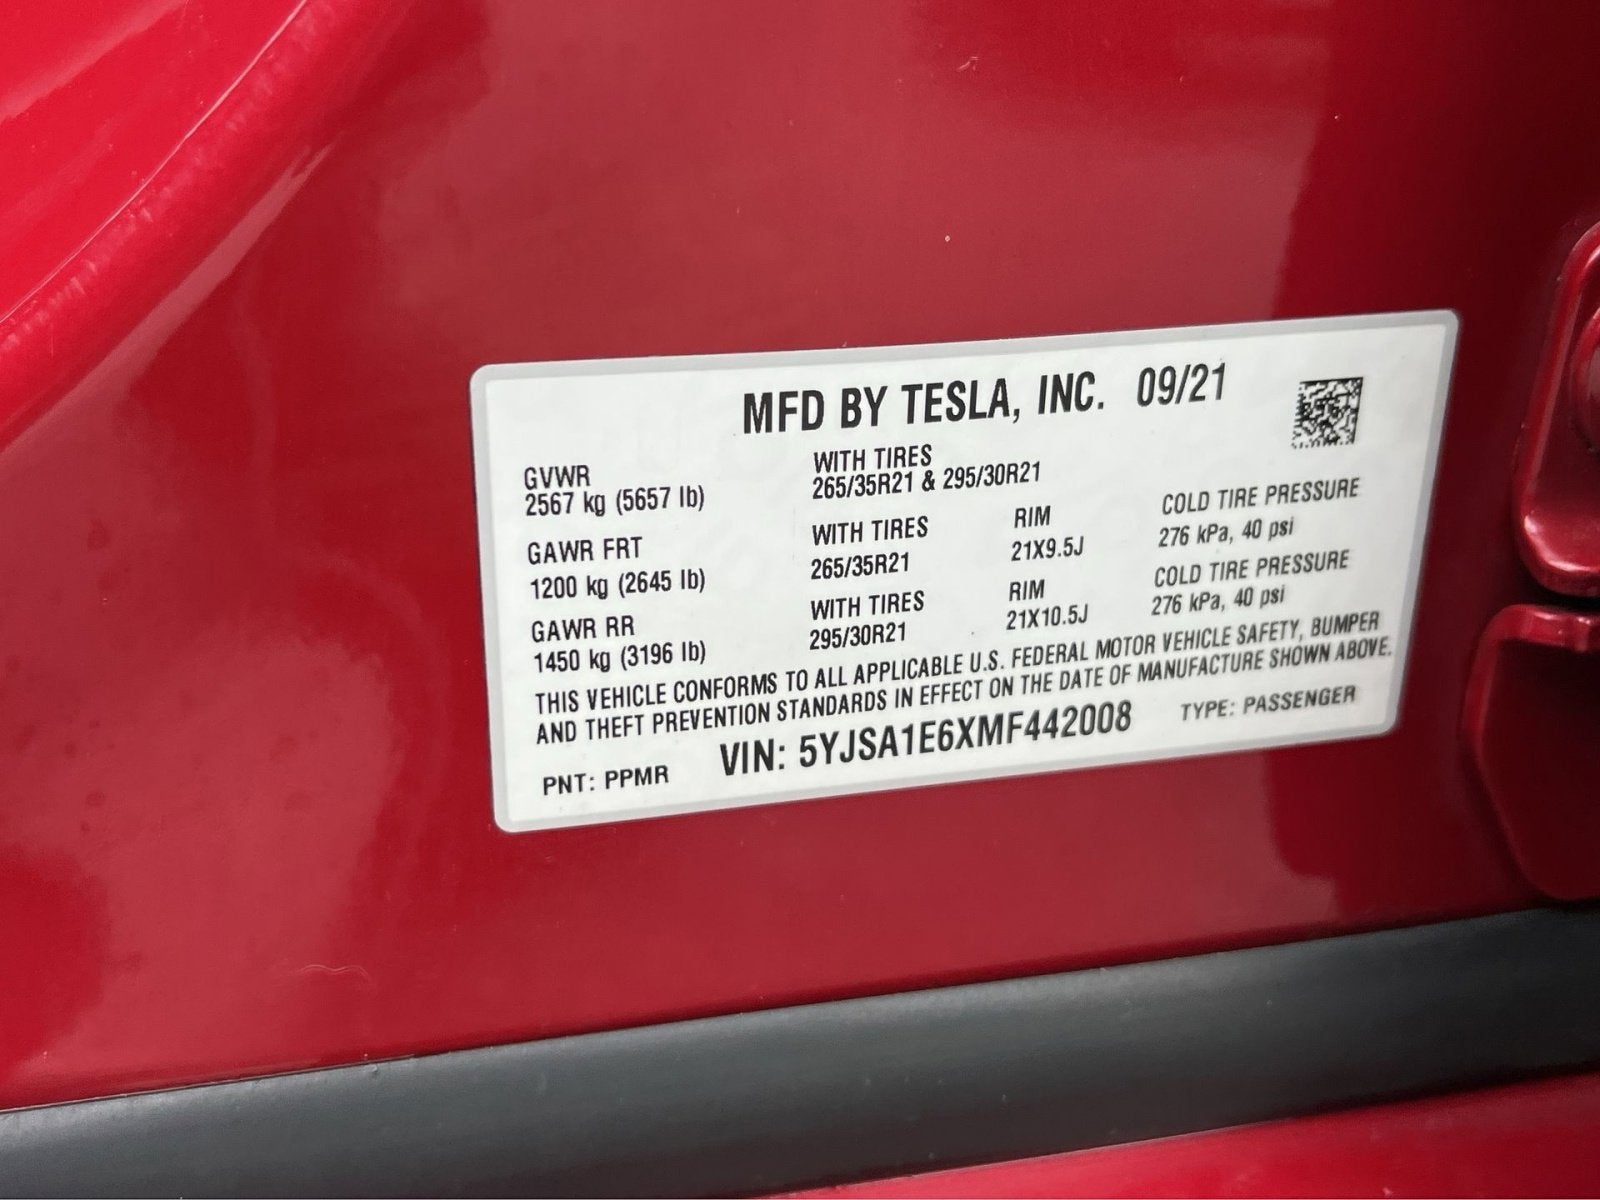 MFD BY TESLA, INC. 09/21
GVWR
2567 kg (5657 lb)
WITH TIRES
265/35R21 & 295/30R21
GAWR FRT
1200 kg (2645 lb)
WITH TIRES
265/35R21
RIM
21X9.5J
COLD TIRE PRESSURE
276 kPa, 40 psi
GAWR RR
1450 kg (3196 lb)
WITH TIRES
295/30R21
RIM
21X10.5J
COLD TIRE PRESSURE
276 kPa, 40 psi
THIS VEHICLE CONFORMS TO ALL APPLICABLE U.S. FEDERAL MOTOR VEHICLE SAFETY, BUMPER
AND THEFT PREVENTION STANDARDS IN EFFECT ON THE DATE OF MANUFACTURE SHOWN ABOVE.
PNT: PPMR VIN: 5YJSA1E6XMF442008 TYPE: PASSENGER